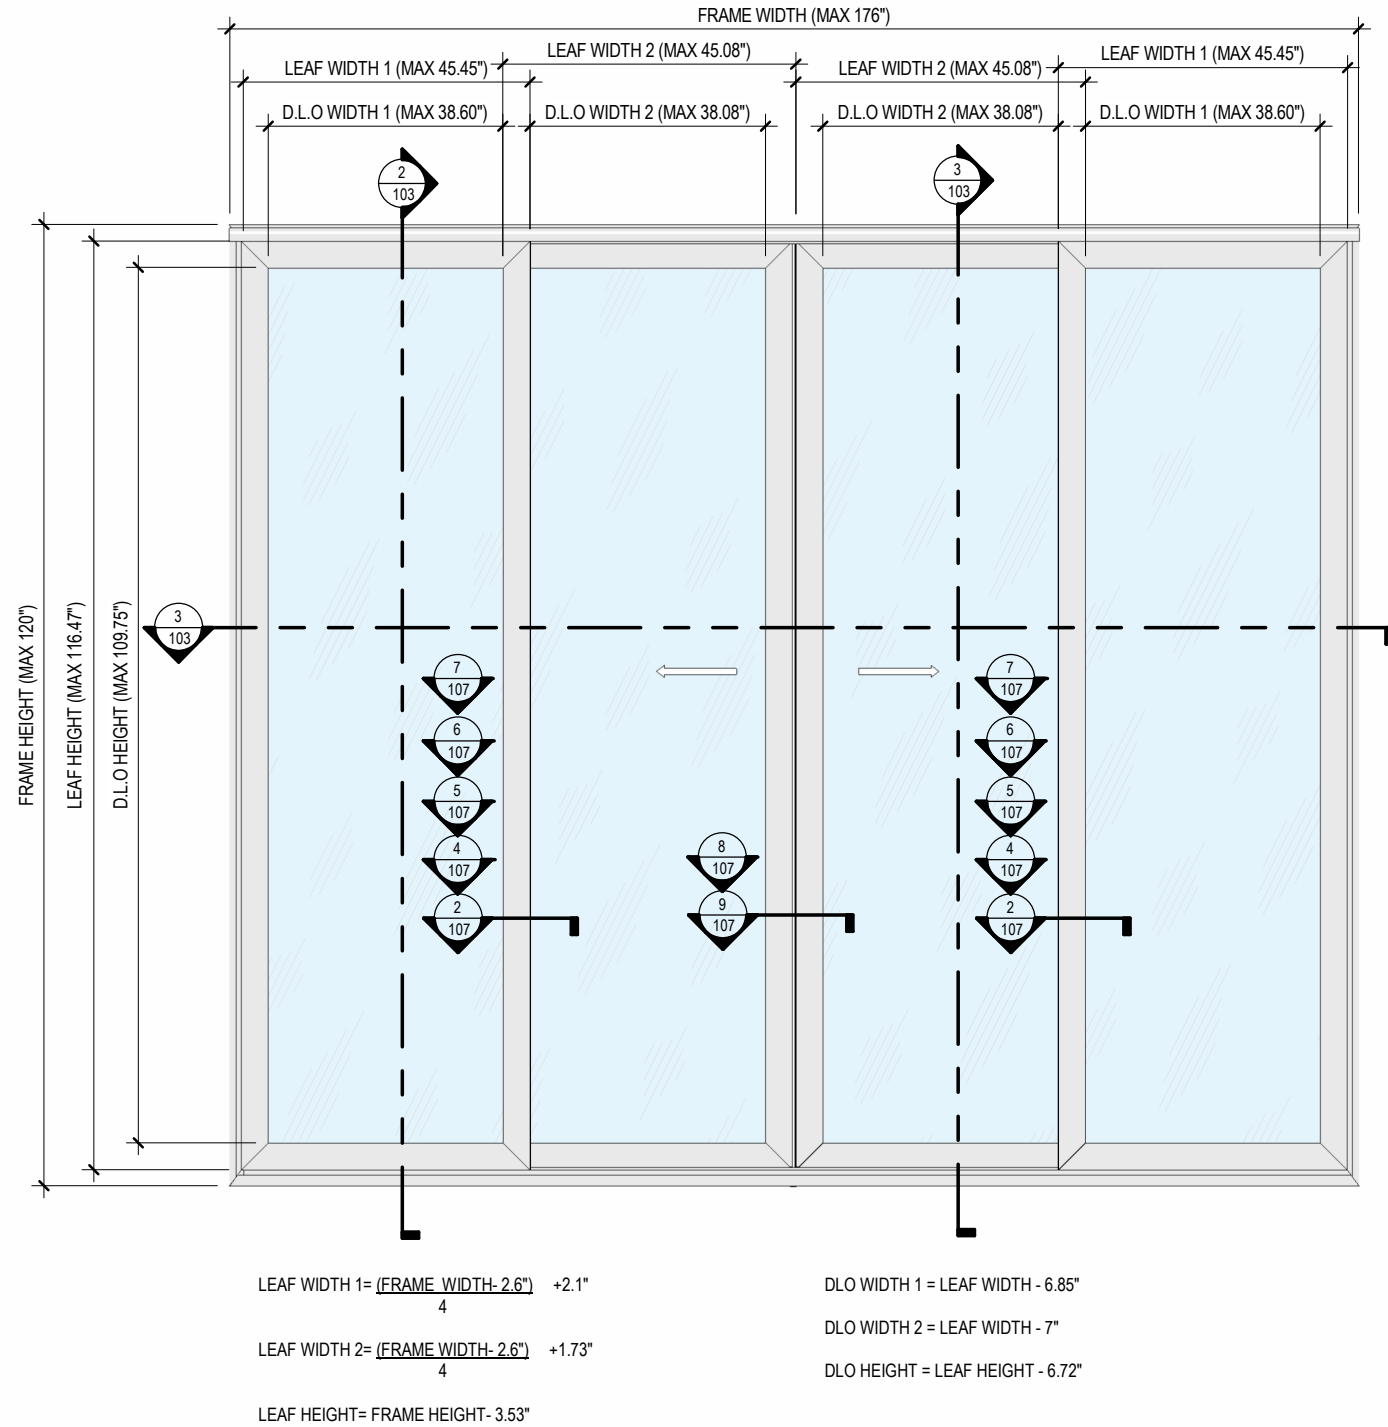 FRAME WIDTH (MAX 176")
LEAF WIDTH 2 (MAX 45.08")
LEAF WIDTH 1 (MAX 45.45")
LEAF WIDTH 1 (MAX 45.45")
LEAF WIDTH 2 (MAX 45.08")
D.L.O WIDTH 1 (MAX 38.60")
D.L.O WIDTH 2 (MAX 38.08")
D.L.O WIDTH 2 (MAX 38.08")
D.L.O WIDTH 1 (MAX 38.60")
2
103
3
103
FRAME HEIGHT (MAX 120")
LEAF HEIGHT (MAX 116.47")
D.L.O HEIGHT (MAX 109.75")
3
103
7
107
6
107
5
107
4
107
2
107
8
107
9
107
7
107
6
107
5
107
4
107
2
107
LEAF WIDTH 1= (FRAME WIDTH- 2.6") +2.1"
4
LEAF WIDTH 2= (FRAME WIDTH- 2.6") +1.73"
4
LEAF HEIGHT= FRAME HEIGHT- 3.53"
DLO WIDTH 1 = LEAF WIDTH - 6.85"
DLO WIDTH 2 = LEAF WIDTH - 7"
DLO HEIGHT = LEAF HEIGHT - 6.72"